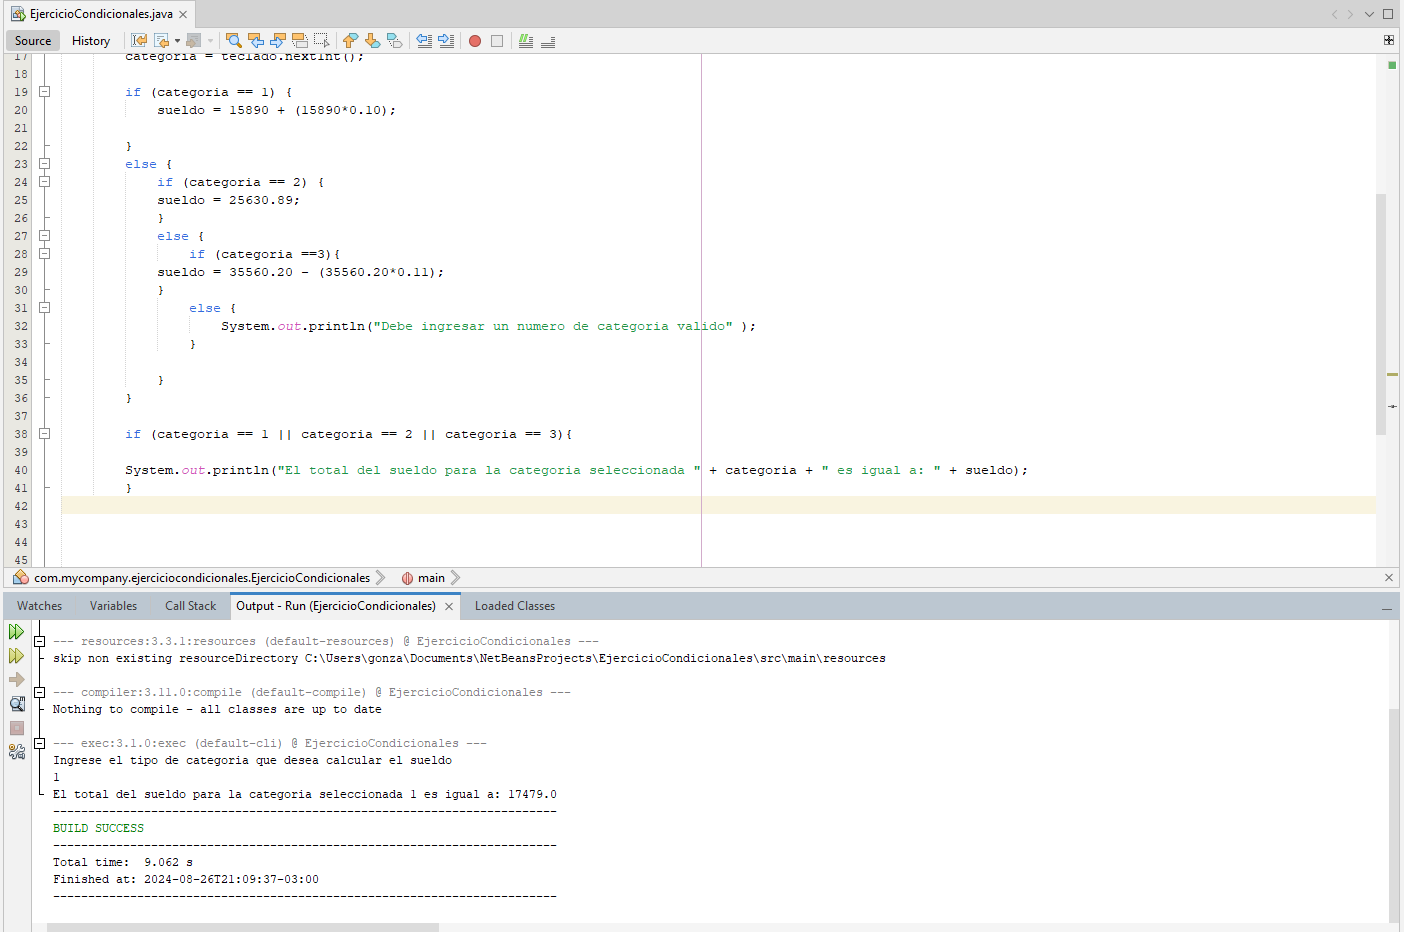 EjercicioCondicionales.java
Source History
17 categoria = teclado.nextInt();
18
19 if (categoria == 1) {
20 sueldo = 15890 + (15890*0.10);
21
22 }
23 else {
24 if (categoria == 2) {
25 sueldo = 25630.89;
26 }
27 else {
28 if (categoria ==3){
29 sueldo = 35560.20 - (35560.20*0.11);
30 }
31 else {
32 System.out.println("Debe ingresar un numero de categoria valido" );
33 }
34
35 }
36 }
37
38 if (categoria == 1 || categoria == 2 || categoria == 3){
39
40 System.out.println("El total del sueldo para la categoria seleccionada " + categoria + " es igual a: " + sueldo);
41 }
42
43
44
45
com.mycompany.ejerciciocondicionales.EjercicioCondicionales main
Watches Variables Call Stack Output - Run (EjercicioCondicionales) Loaded Classes
--- resources:3.3.1:resources (default-resources) @ EjercicioCondicionales ---
skip non existing resourceDirectory C:\Users\gonza\Documents\NetBeansProjects\EjercicioCondicionales\src\main\resources
--- compiler:3.11.0:compile (default-compile) @ EjercicioCondicionales ---
Nothing to compile - all classes are up to date
--- exec:3.1.0:exec (default-cli) @ EjercicioCondicionales ---
Ingrese el tipo de categoria que desea calcular el sueldo
1
El total del sueldo para la categoria seleccionada 1 es igual a: 17479.0
------------------------------------------------------------------------
BUILD SUCCESS
------------------------------------------------------------------------
Total time:  9.062 s
Finished at: 2024-08-26T21:09:37-03:00
------------------------------------------------------------------------